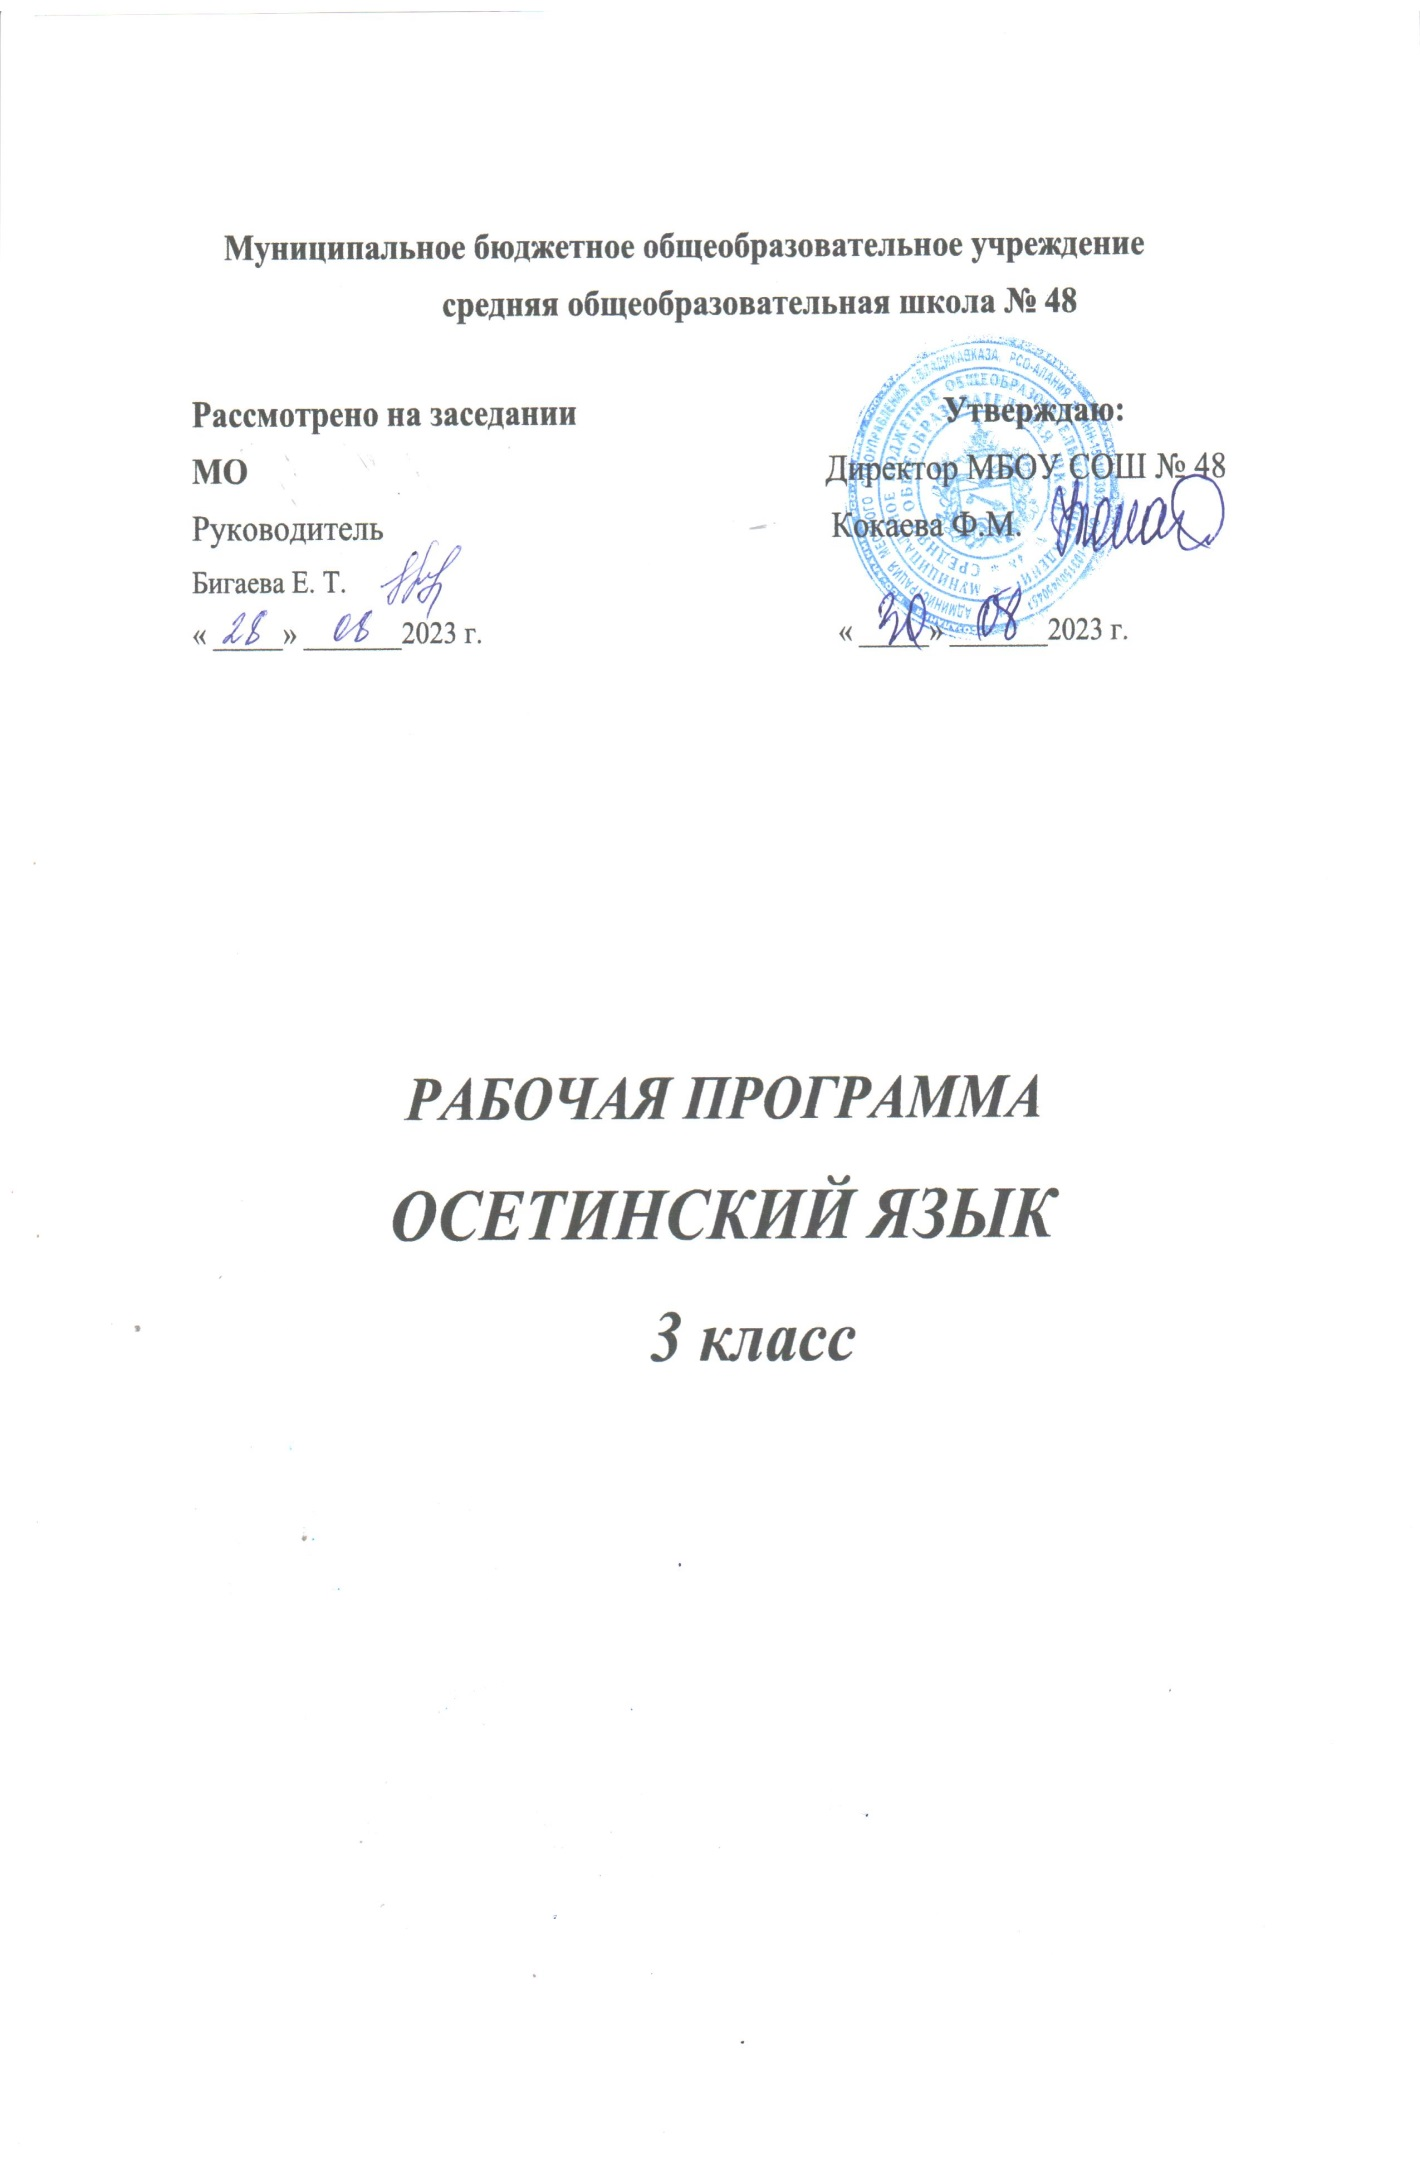 Муниципальное бюджетное общеобразовательное учреждение
средняя общеобразовательная школа № 48
Рассмотрено на заседании
МО
Руководитель
Бигаева Е. Т.
« 28 » 08 2023 г.
Утверждаю:
Директор МБОУ СОШ № 48
Кокаева Ф.М.
« 30 » 08 2023 г.
РАБОЧАЯ ПРОГРАММА
ОСЕТИНСКИЙ ЯЗЫК
3 класс